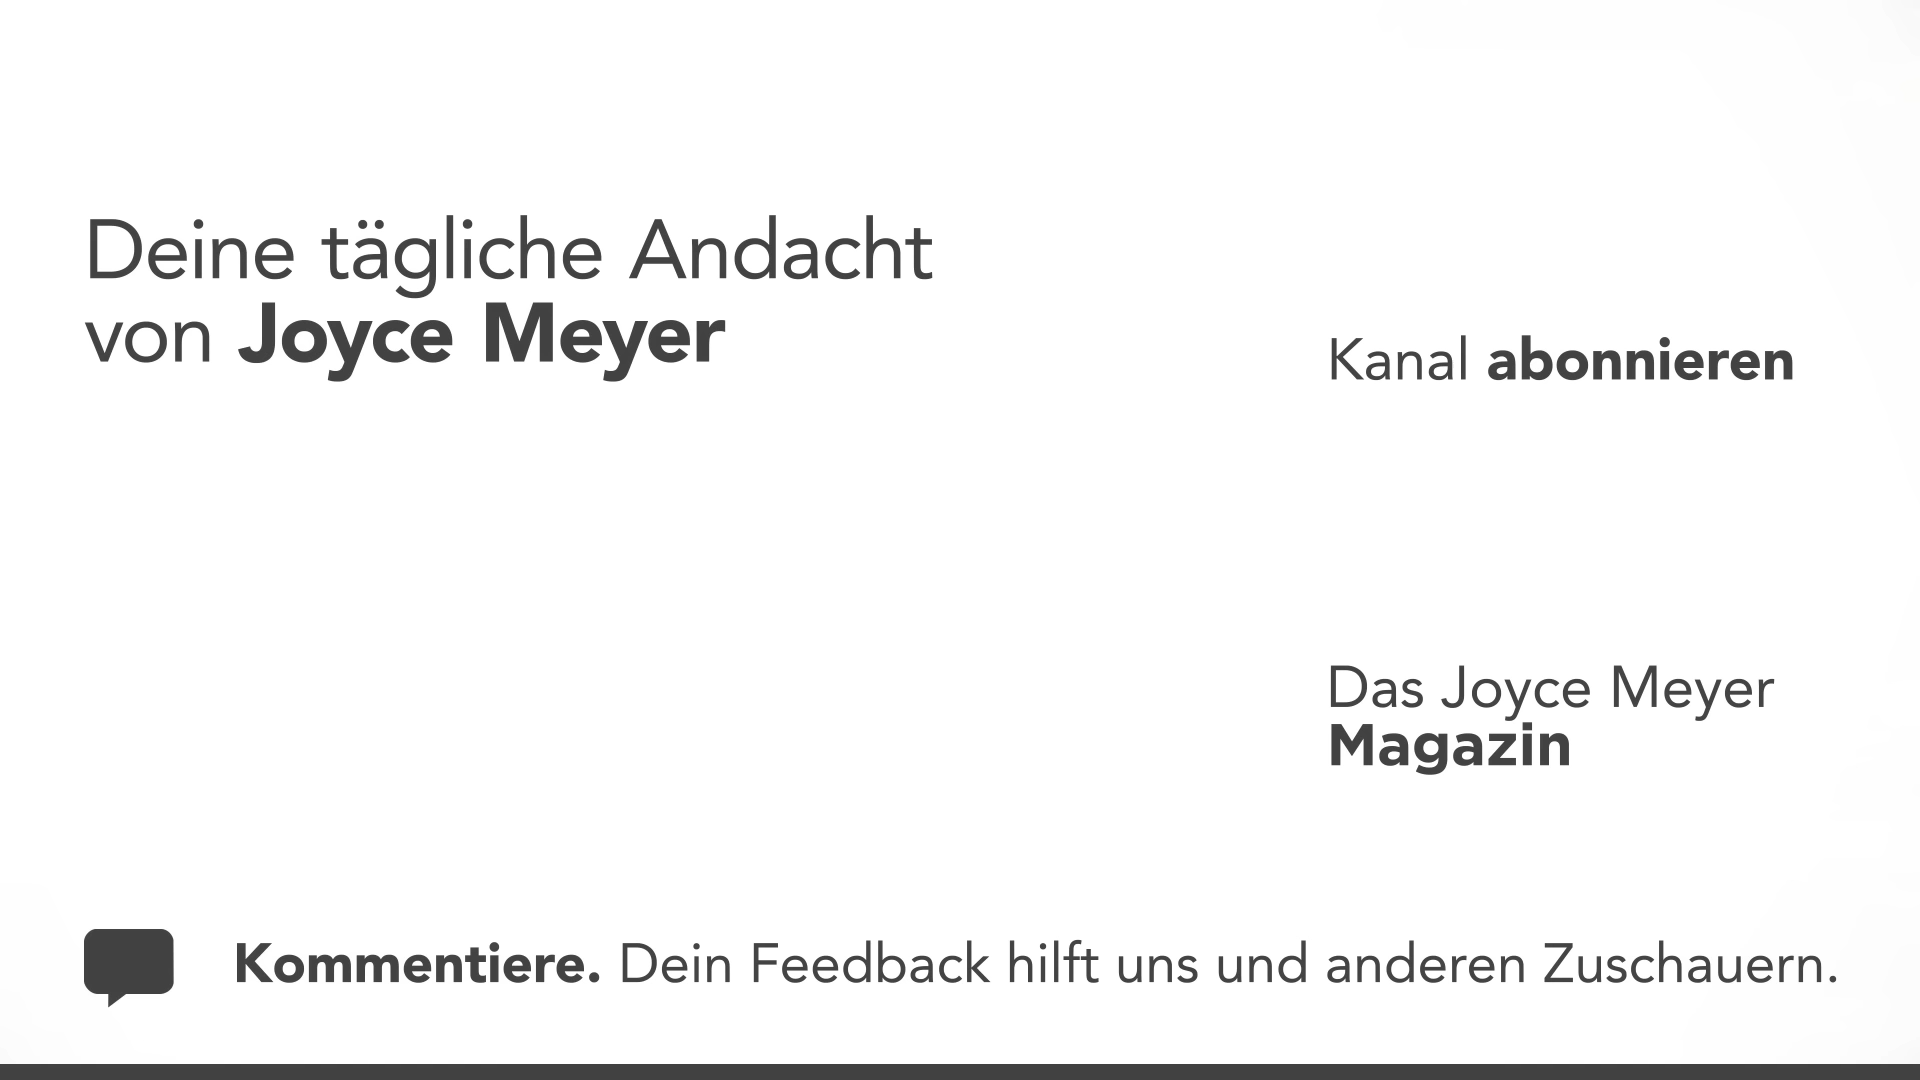 Deine tägliche Andacht
von Joyce Meyer
Kanal abonnieren
Das Joyce Meyer
Magazin
Kommentiere. Dein Feedback hilft uns und anderen Zuschauern.